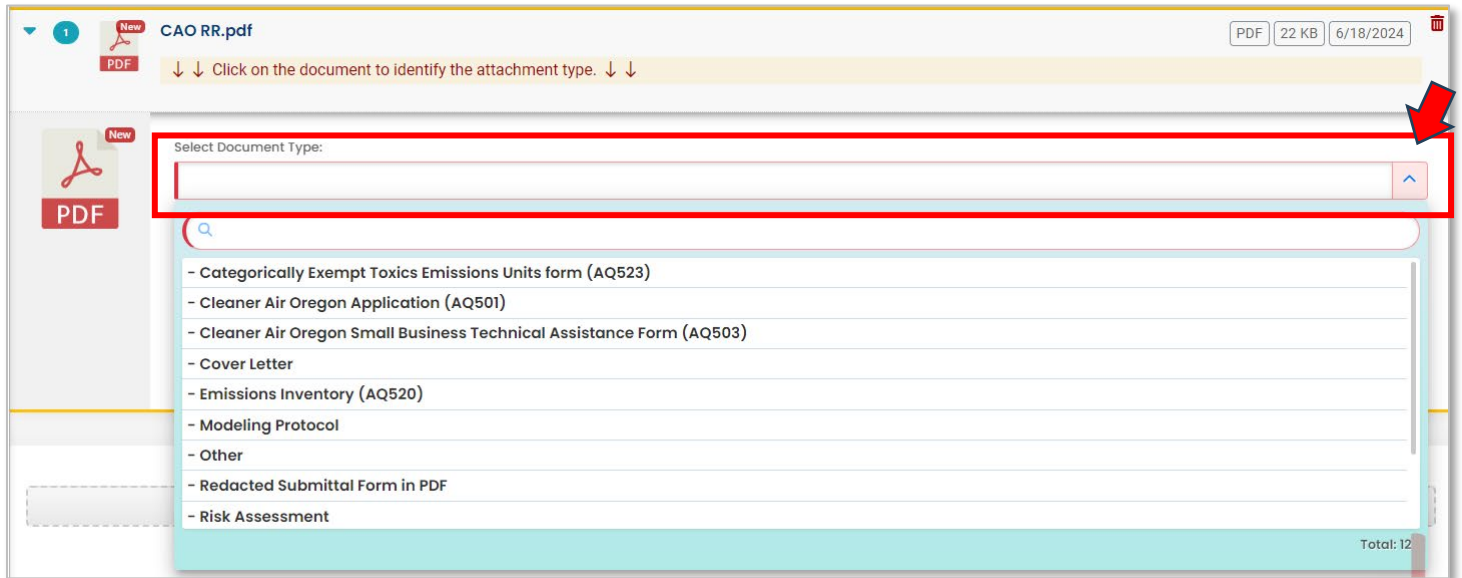 1
New
PDF
CAO RR.pdf
PDF 22 KB 6/18/2024
↓ ↓ Click on the document to identify the attachment type. ↓ ↓
New
PDF
Select Document Type:
- Categorically Exempt Toxics Emissions Units form (AQ523)
- Cleaner Air Oregon Application (AQ501)
- Cleaner Air Oregon Small Business Technical Assistance Form (AQ503)
- Cover Letter
- Emissions Inventory (AQ520)
- Modeling Protocol
- Other
- Redacted Submittal Form in PDF
- Risk Assessment
Total: 12